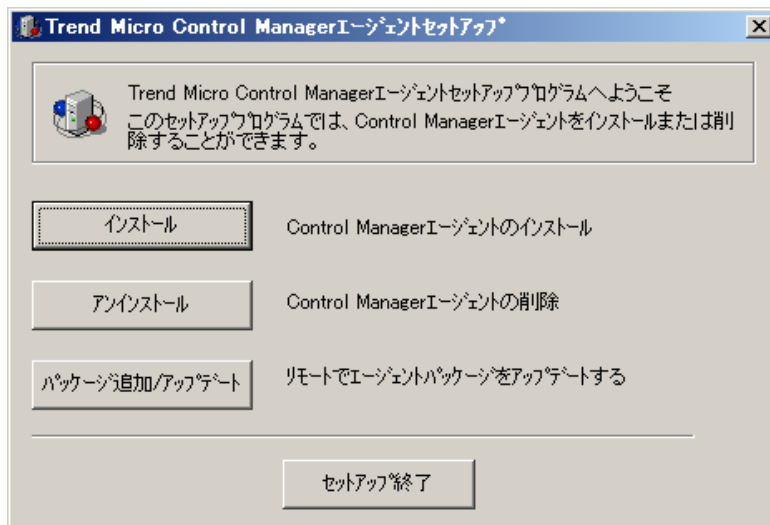 Trend Micro Control Managerｴｰｼﾞｪﾝﾄｾｯﾄｱｯﾌﾟ
Trend Micro Control Managerｴｰｼﾞｪﾝﾄｾｯﾄｱｯﾌﾟﾌﾟﾛｸﾞﾗﾑへようこそ
このｾｯﾄｱｯﾌﾟﾌﾟﾛｸﾞﾗﾑでは、Control Managerｴｰｼﾞｪﾝﾄをｲﾝｽﾄｰﾙまたは削
除することができます。
ｲﾝｽﾄｰﾙ
Control Managerｴｰｼﾞｪﾝﾄのｲﾝｽﾄｰﾙ
ｱﾝｲﾝｽﾄｰﾙ
Control Managerｴｰｼﾞｪﾝﾄの削除
ﾊﾟｯｹｰｼﾞ追加/ｱｯﾌﾟﾃﾞｰﾄ
ﾘﾓｰﾄでｴｰｼﾞｪﾝﾄﾊﾟｯｹｰｼﾞをｱｯﾌﾟﾃﾞｰﾄする
ｾｯﾄｱｯﾌﾟ終了